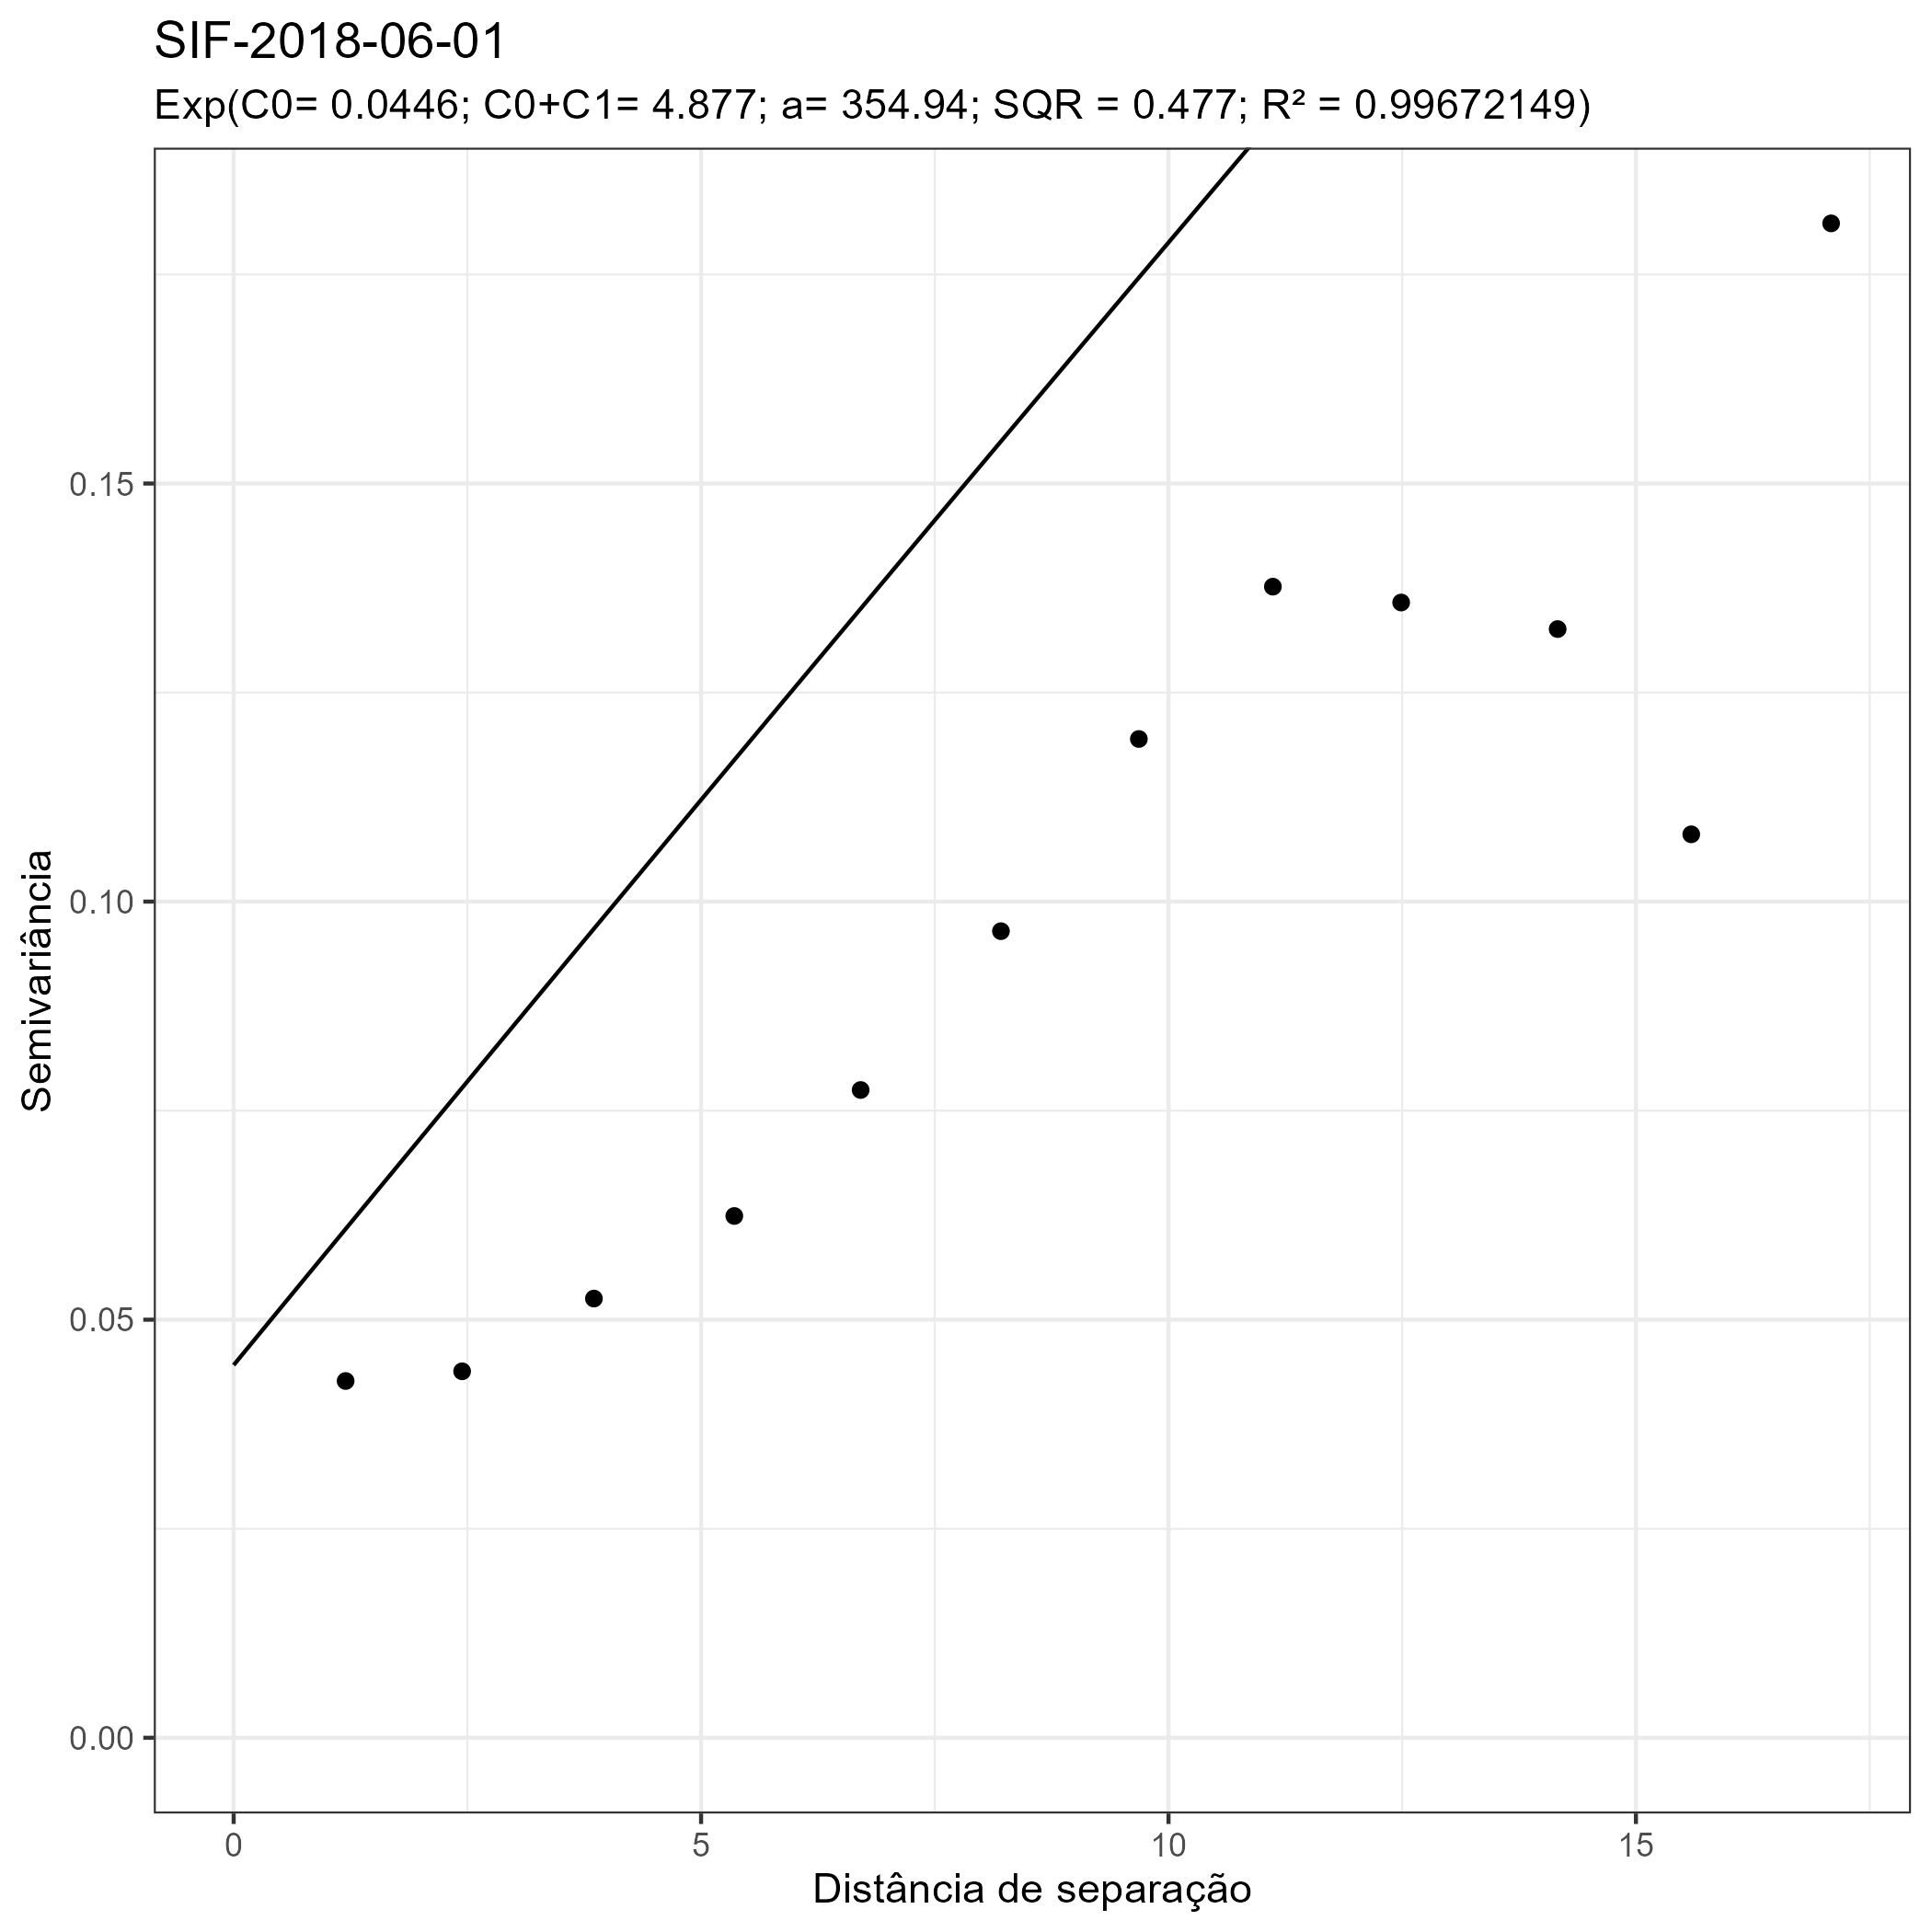 SIF-2018-06-01
Exp(C0= 0.0446; C0+C1= 4.877; a= 354.94; SQR = 0.477; R² = 0.99672149)
Semivariância
0.15
0.10
0.05
0.00
0 5 10 15
Distância de separação